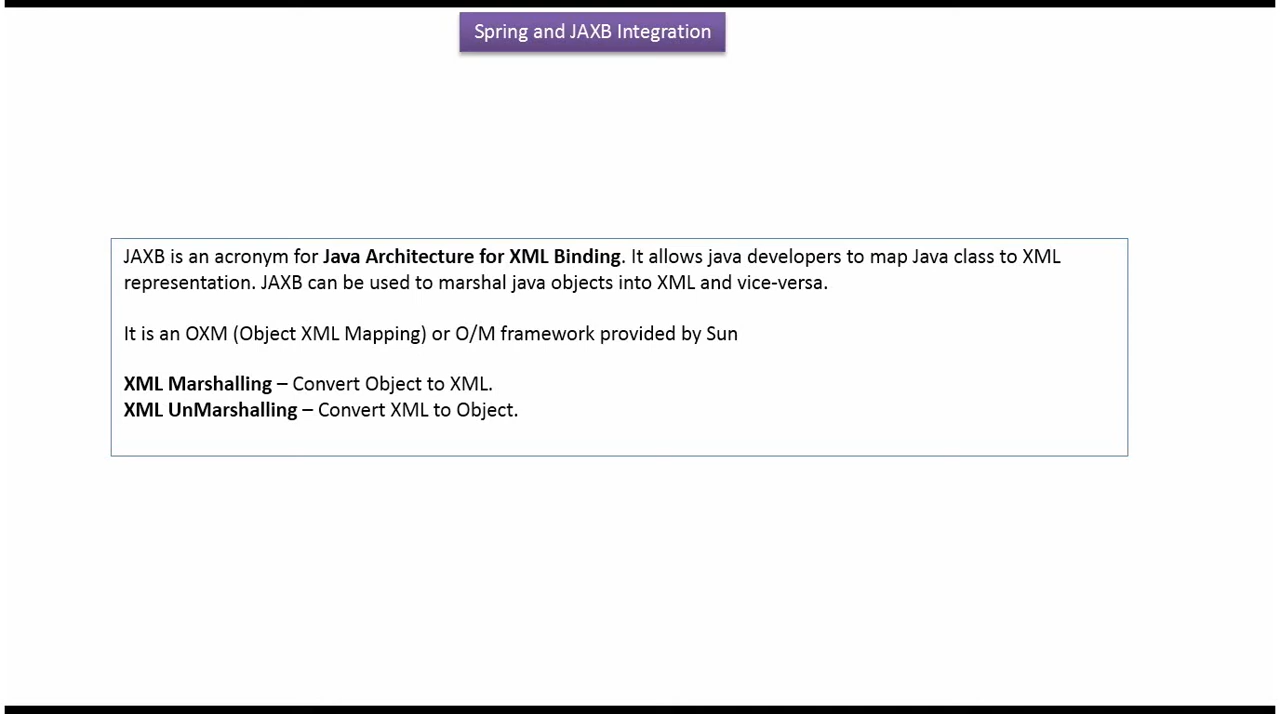 Spring and JAXB Integration
JAXB is an acronym for Java Architecture for XML Binding. It allows java developers to map Java class to XML
representation. JAXB can be used to marshal java objects into XML and vice-versa.
It is an OXM (Object XML Mapping) or O/M framework provided by Sun
XML Marshalling – Convert Object to XML.
XML UnMarshalling – Convert XML to Object.